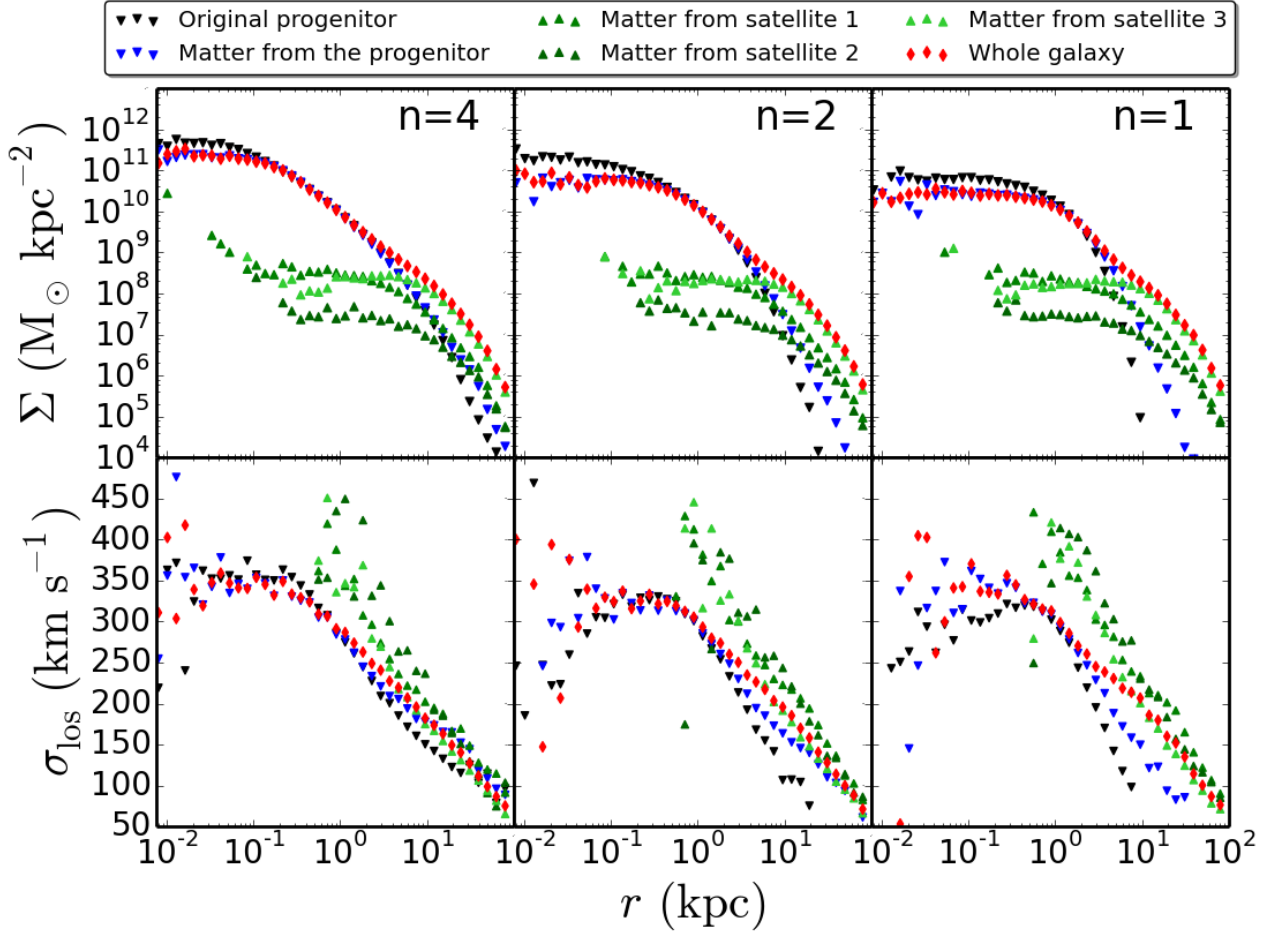 Original progenitor
Matter from the progenitor
Matter from satellite 1
Matter from satellite 2
Matter from satellite 3
Whole galaxy
n=4
n=2
n=1
Σ (M⊙ kpc⁻²)
10¹²
10¹¹
10¹⁰
10⁹
10⁸
10⁷
10⁶
10⁵
10⁴
σ_los (km s⁻¹)
450
400
350
300
250
200
150
100
50
10⁻² 10⁻¹ 10⁰ 10¹ 10⁻² 10⁻¹ 10⁰ 10¹ 10⁻² 10⁻¹ 10⁰ 10¹ 10²
r (kpc)